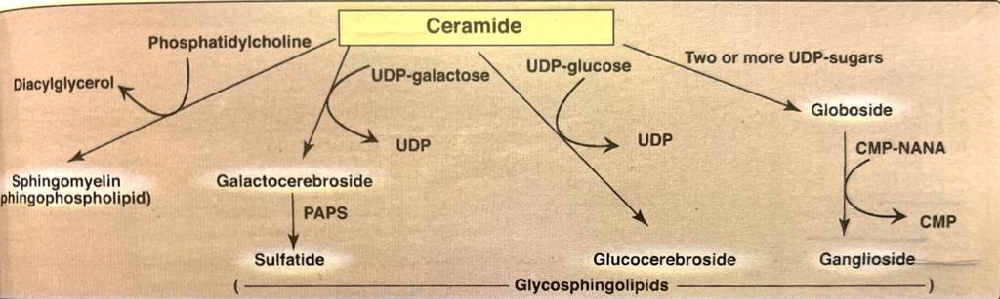 Ceramide
Phosphatidylcholine
Diacylglycerol
UDP-galactose
UDP-glucose
Two or more UDP-sugars
UDP
UDP
Globoside
CMP-NANA
Sphingomyelin
phingophospholipid)
Galactocerebroside
PAPS
CMP
Sulfatide
Glucocerebroside
Ganglioside
( Glycosphingolipids )